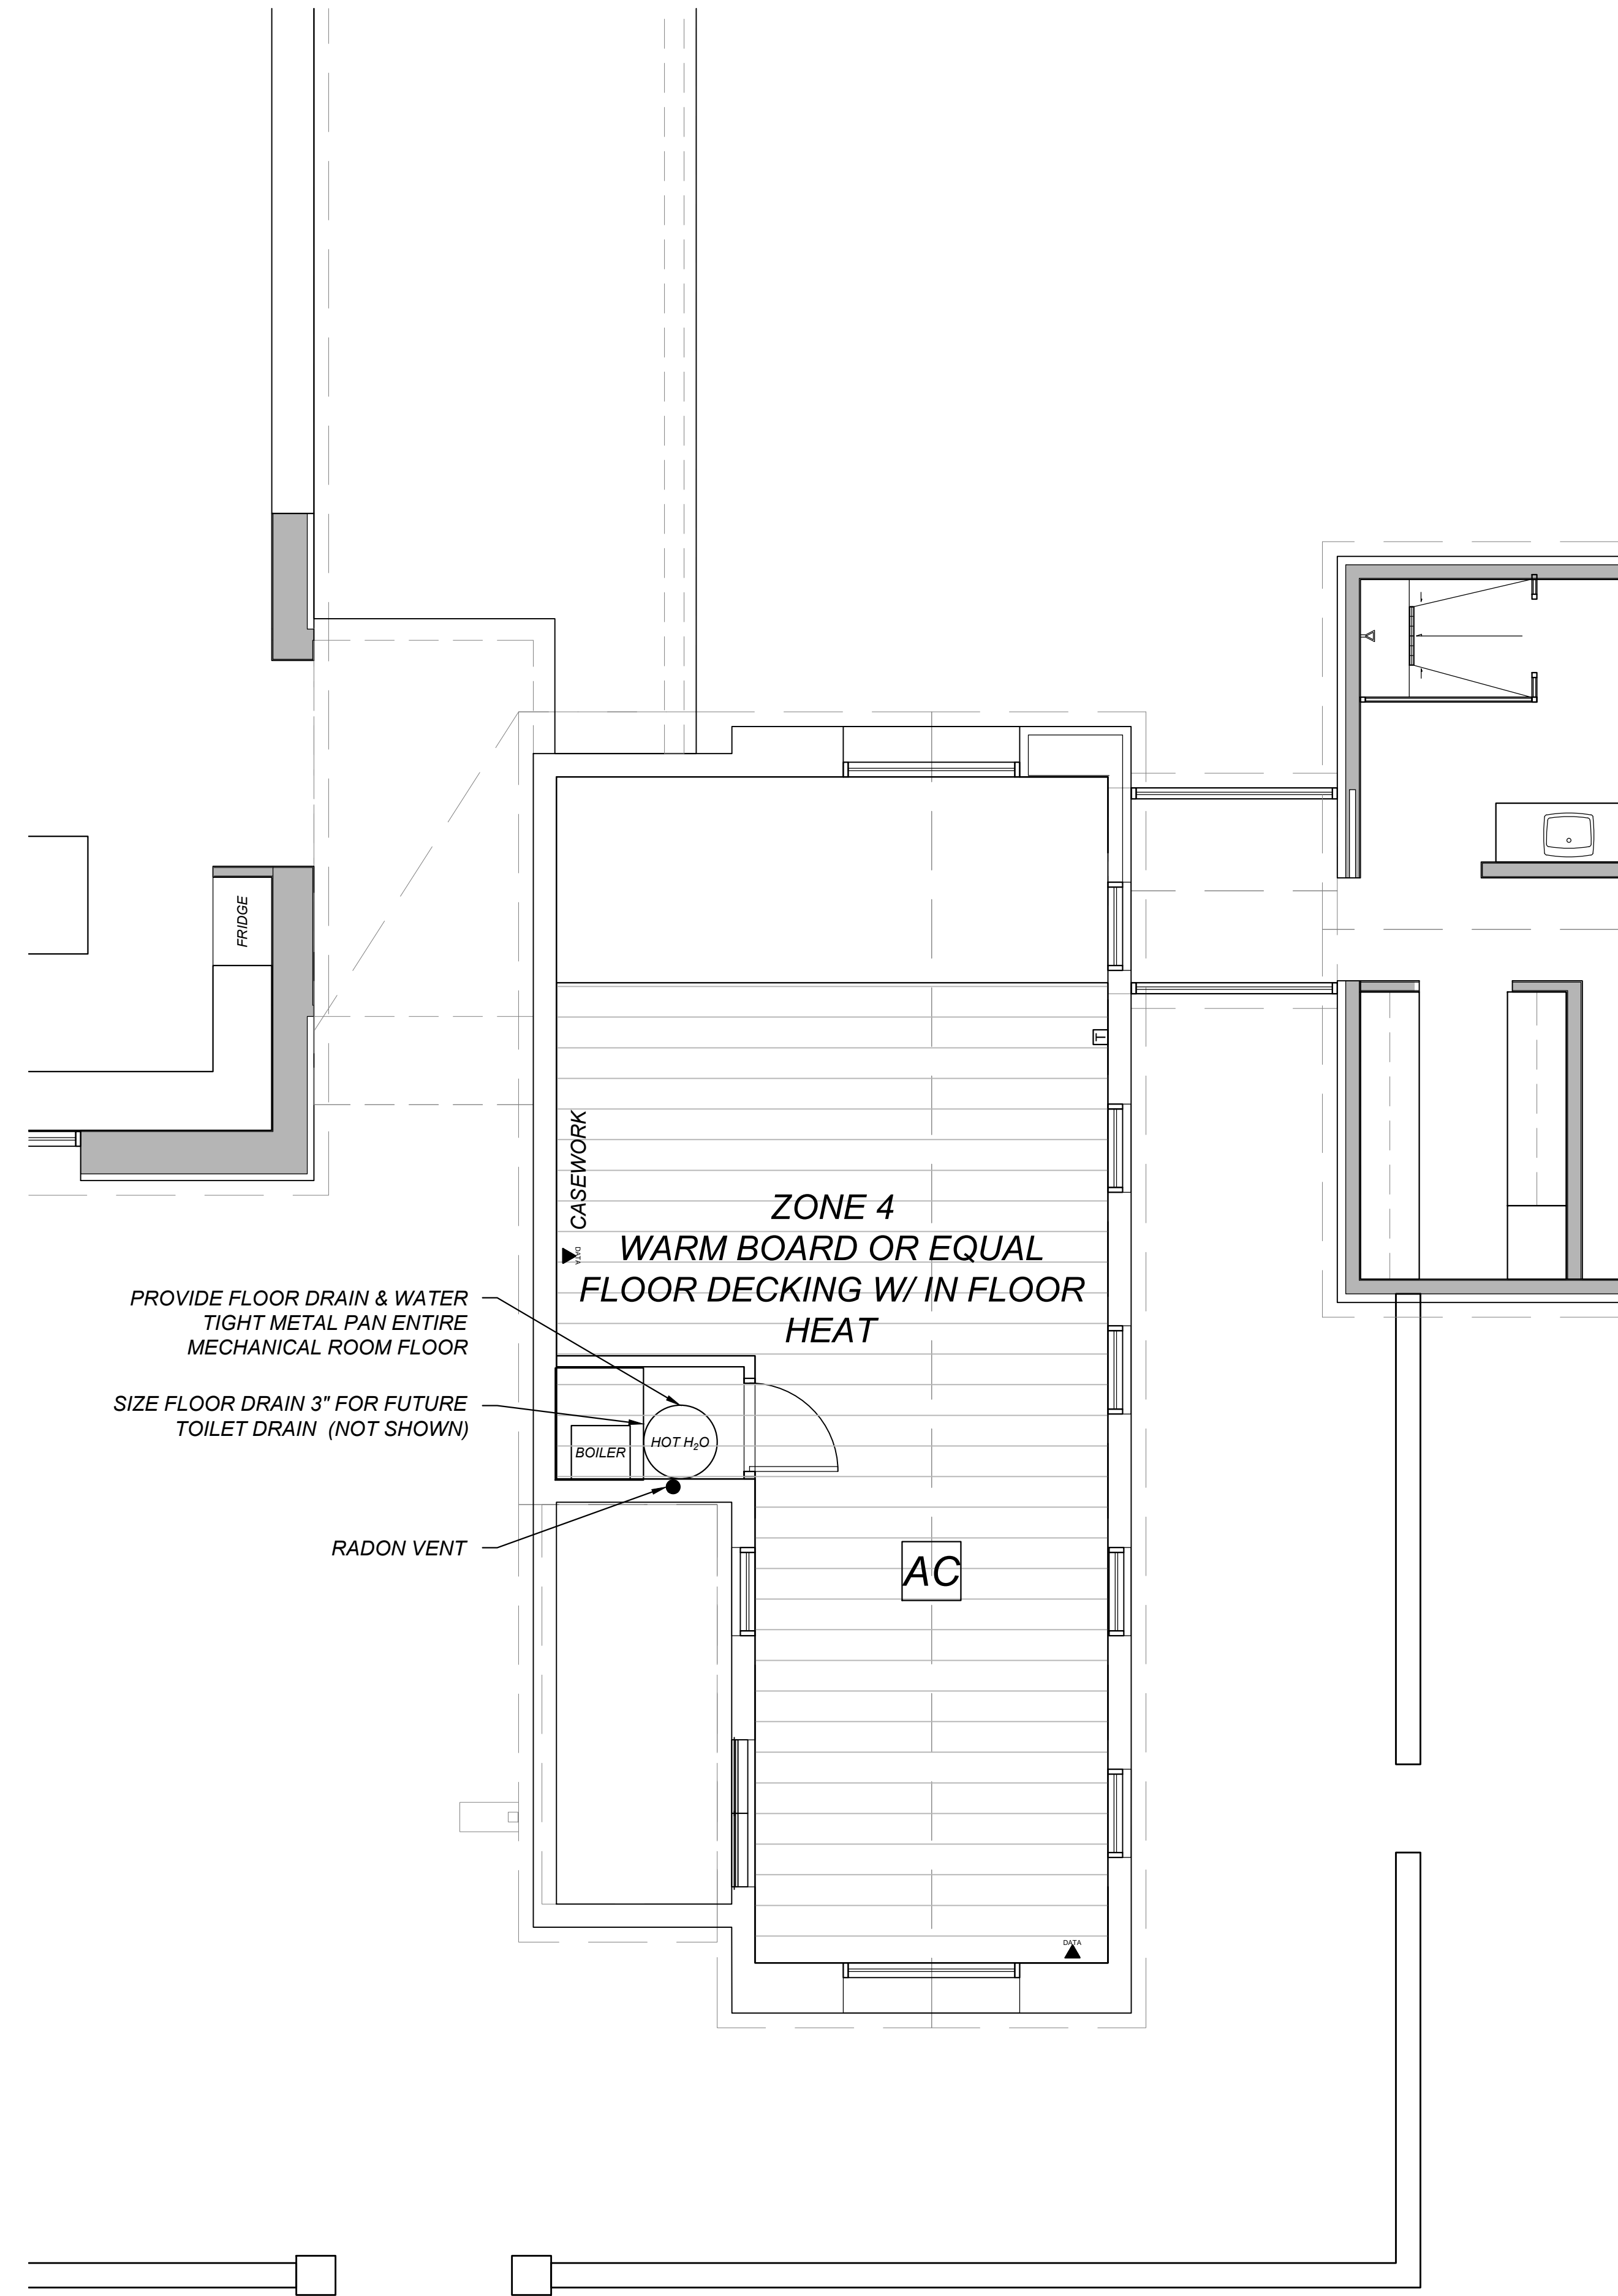 FRIDGE
T
CASEWORK
DATA
ZONE 4
WARM BOARD OR EQUAL
FLOOR DECKING W/ IN FLOOR
HEAT
PROVIDE FLOOR DRAIN & WATER
TIGHT METAL PAN ENTIRE
MECHANICAL ROOM FLOOR
SIZE FLOOR DRAIN 3" FOR FUTURE
TOILET DRAIN (NOT SHOWN)
BOILER
HOT H₂O
RADON VENT
AC
DATA